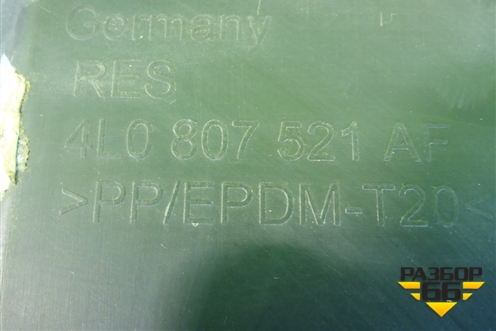 Germany
RES
4L0 807 521 AF
>PP/EPDM-T20<
РАЗБОР
66